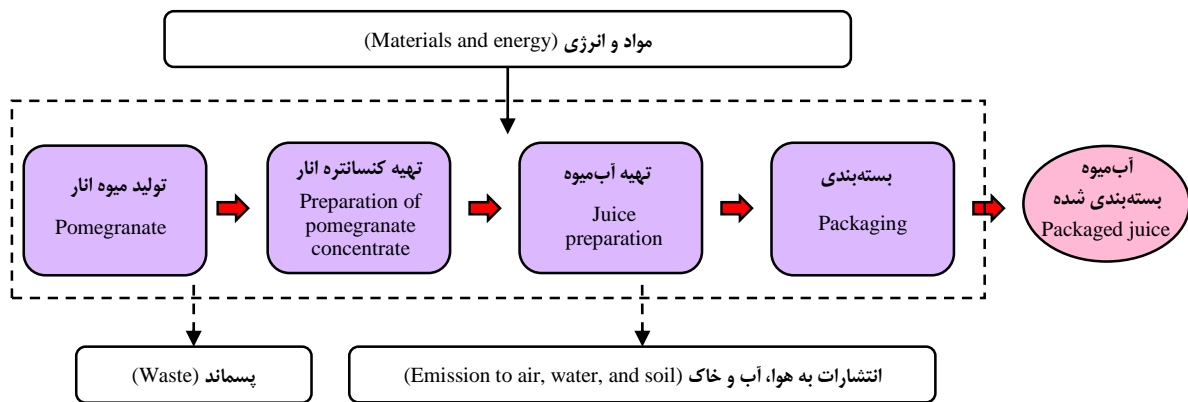 مواد و انرژی (Materials and energy)
تولید میوه انار
Pomegranate
تهیه کنسانتره انار
Preparation of
pomegranate
concentrate
تهیه آب‌میوه
Juice
preparation
بسته‌بندی
Packaging
آب‌میوه
بسته‌بندی شده
Packaged juice
پسماند (Waste)
انتشارات به هوا، آب و خاک (Emission to air, water, and soil)